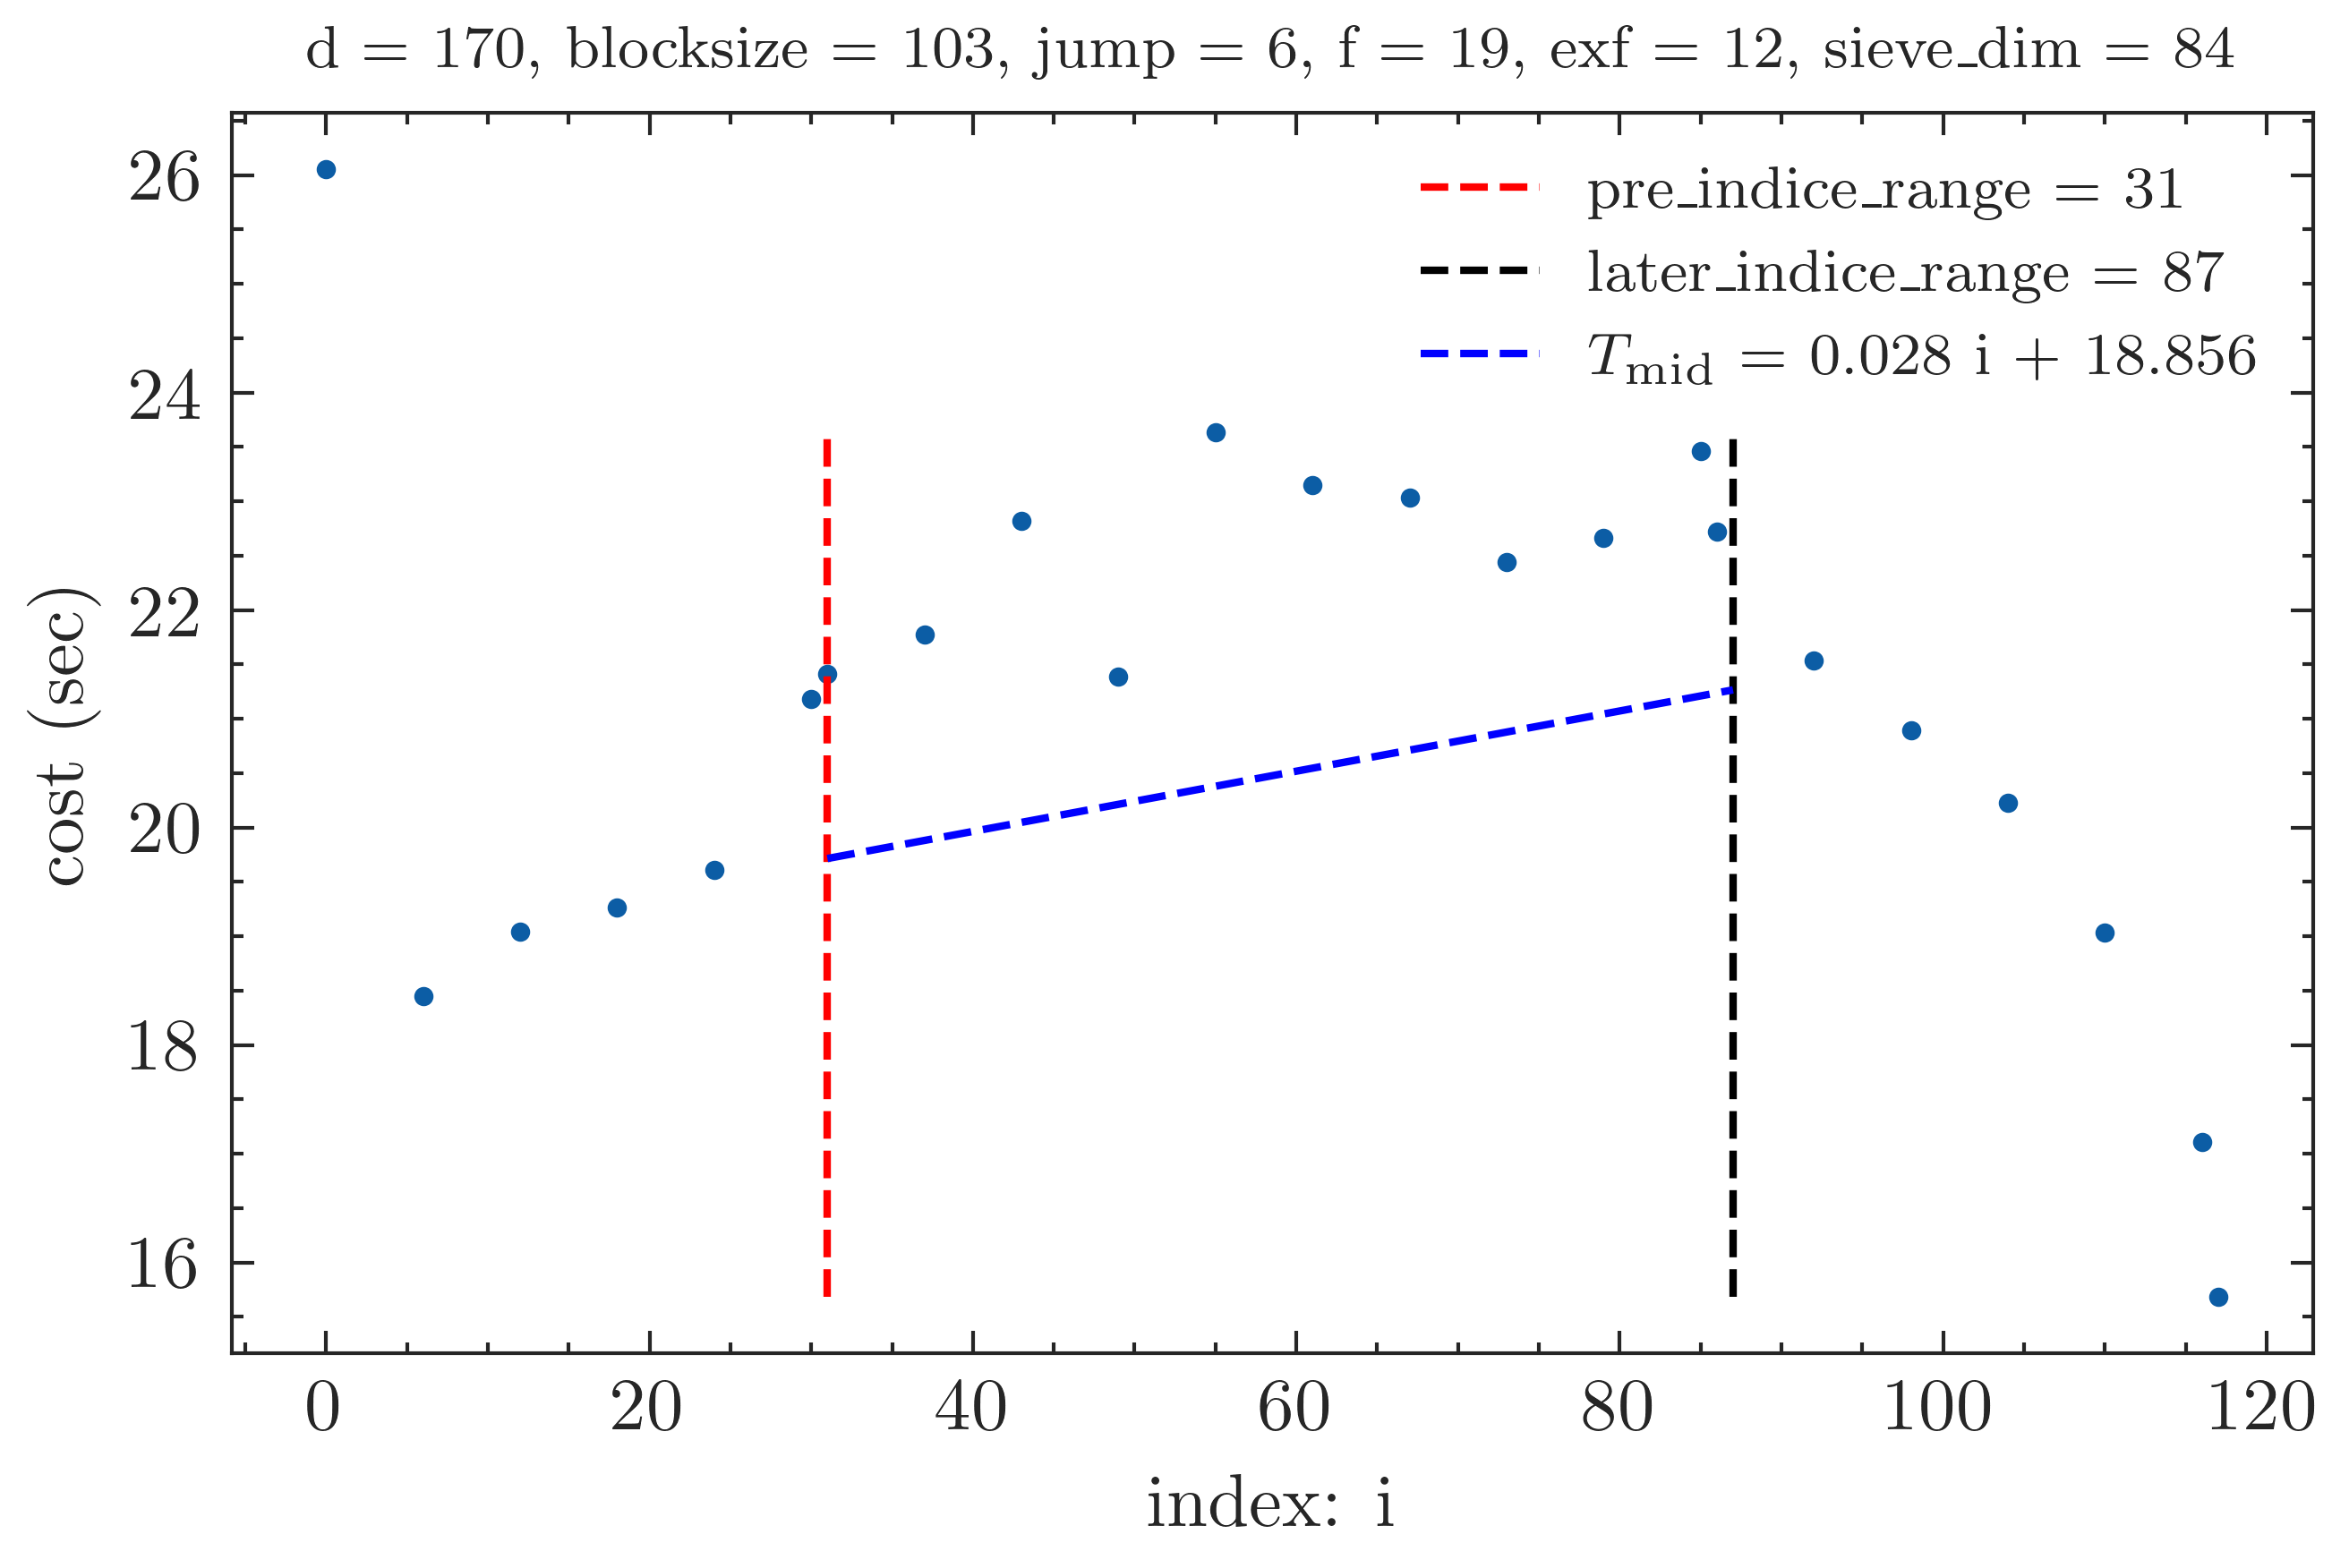 d = 170, blocksize = 103, jump = 6, f = 19, exf = 12, sieve_dim = 84
pre_indice_range = 31
later_indice_range = 87
T_mid = 0.028 i + 18.856
26
24
22
20
18
16
cost (sec)
0 20 40 60 80 100 120
index: i